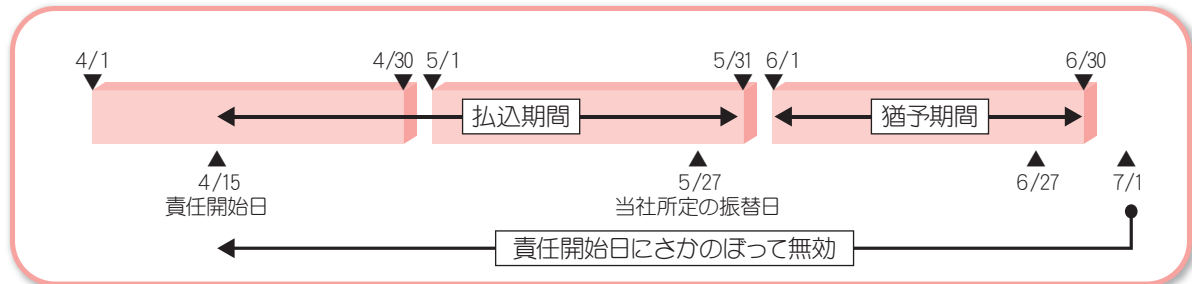 4/1 4/30 5/1 5/31 6/1 6/30
払込期間 猶予期間
4/15 5/27 6/27 7/1
責任開始日 当社所定の振替日
責任開始日にさかのぼって無効